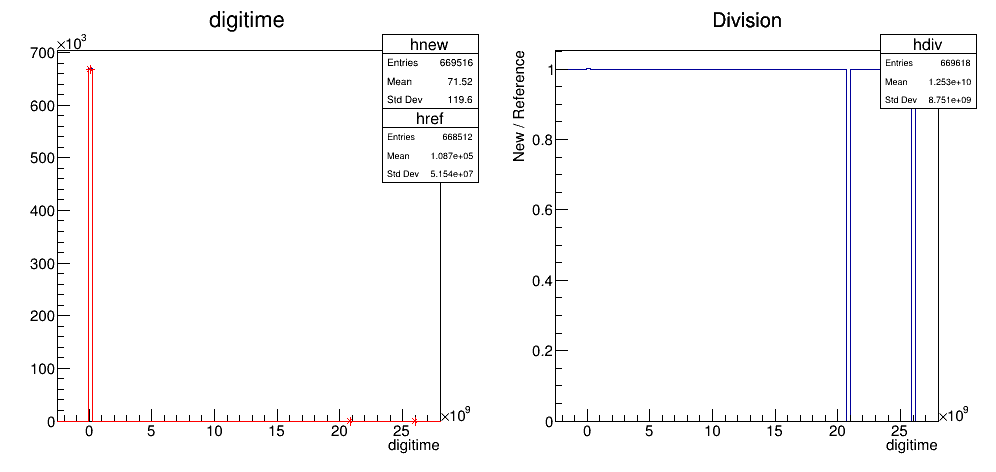 digitime
×10³
700
600
500
400
300
200
100
0
0 5 10 15 20 25
×10⁹
digitime
hnew
Entries 669516
Mean 71.52
Std Dev 119.6
href
Entries 668512
Mean 1.087e+05
Std Dev 5.154e+07
Division
New / Reference
1
0.8
0.6
0.4
0.2
0
0 5 10 15 20 25
×10⁹
digitime
hdiv
Entries 669618
Mean 1.253e+10
Std Dev 8.751e+09